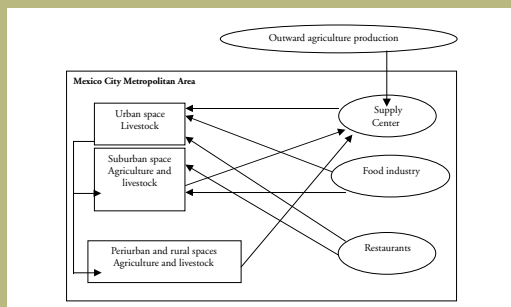 Outward agriculture production
Mexico City Metropolitan Area
Urban space
Livestock
Supply
Center
Suburban space
Agriculture and
livestock
Food industry
Periurban and rural spaces
Agriculture and livestock
Restaurants